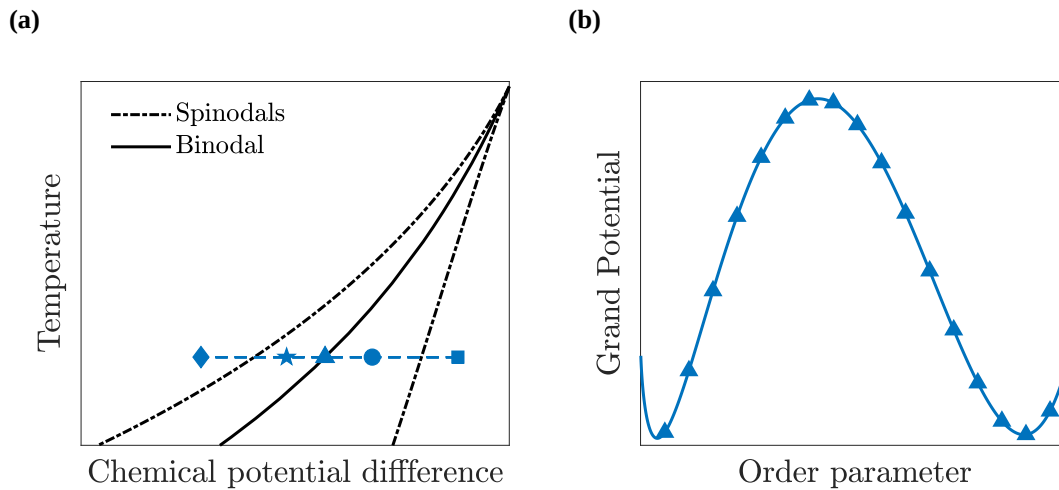 (a)
Spinodals
Binodal
Temperature
Chemical potential diffference
(b)
Grand Potential
Order parameter